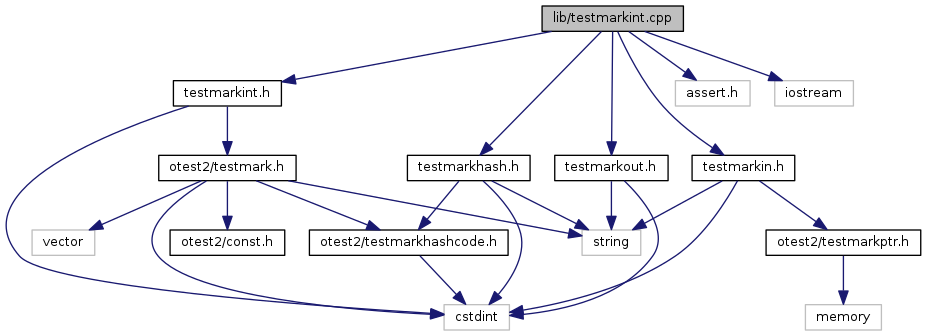 lib/testmarkint.cpp
testmarkint.h
assert.h
iostream
otest2/testmark.h
testmarkhash.h
testmarkout.h
testmarkin.h
vector
otest2/const.h
otest2/testmarkhashcode.h
string
otest2/testmarkptr.h
cstdint
memory